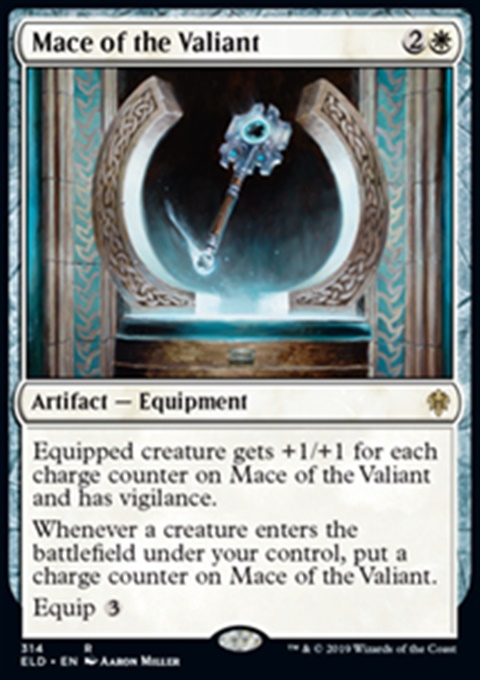 Mace of the Valiant 2
Artifact — Equipment
Equipped creature gets +1/+1 for each
charge counter on Mace of the Valiant
and has vigilance.
Whenever a creature enters the
battlefield under your control, put a
charge counter on Mace of the Valiant.
Equip 3
314 R
ELD • EN Aaron Miller
™ & © 2019 Wizards of the Coast